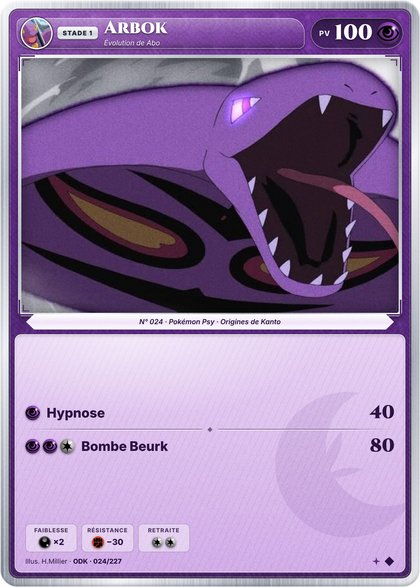 STADE 1
ARBOK
PV 100
Évolution de Abo
N° 024 · Pokémon Psy · Origines de Kanto
Hypnose 40
Bombe Beurk 80
FAIBLESSE RÉSISTANCE RETRAITE
×2 −30
Illus. H.Millier · ODK · 024/227